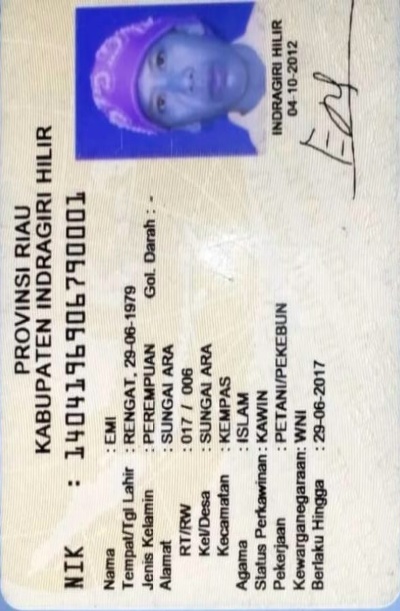 PROVINSI RIAU
KABUPATEN INDRAGIRI HILIR
NIK : 1404196906790001
Nama : EMI
Tempat/Tgl Lahir : RENGAT, 29-06-1979
Jenis Kelamin : PEREMPUAN Gol. Darah : -
Alamat : SUNGAI ARA
RT/RW : 017 / 006
Kel/Desa : SUNGAI ARA
Kecamatan : KEMPAS
Agama : ISLAM
Status Perkawinan : KAWIN
Pekerjaan : PETANI/PEKEBUN
Kewarganegaraan: WNI
Berlaku Hingga : 29-06-2017
INDRAGIRI HILIR
04-10-2012